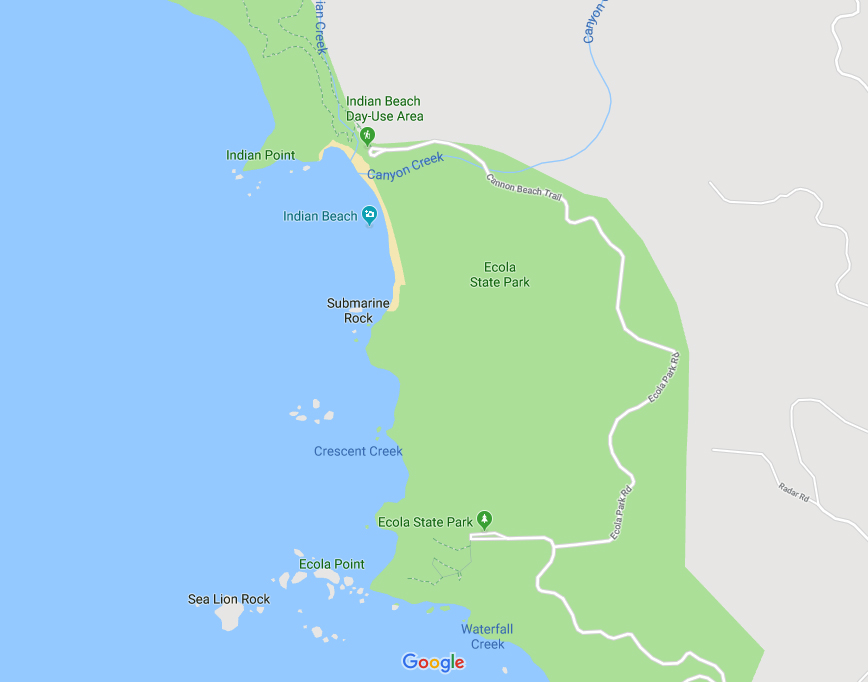 ian Creek
Canyon C
Indian Beach
Day-Use Area
Indian Point
Canyon Creek
Cannon Beach Trail
Indian Beach
Ecola
State Park
Submarine
Rock
Ecola Park Rd
Crescent Creek
Radar Rd
Ecola Park Rd
Ecola State Park
Ecola Point
Sea Lion Rock
Waterfall
Creek
Google